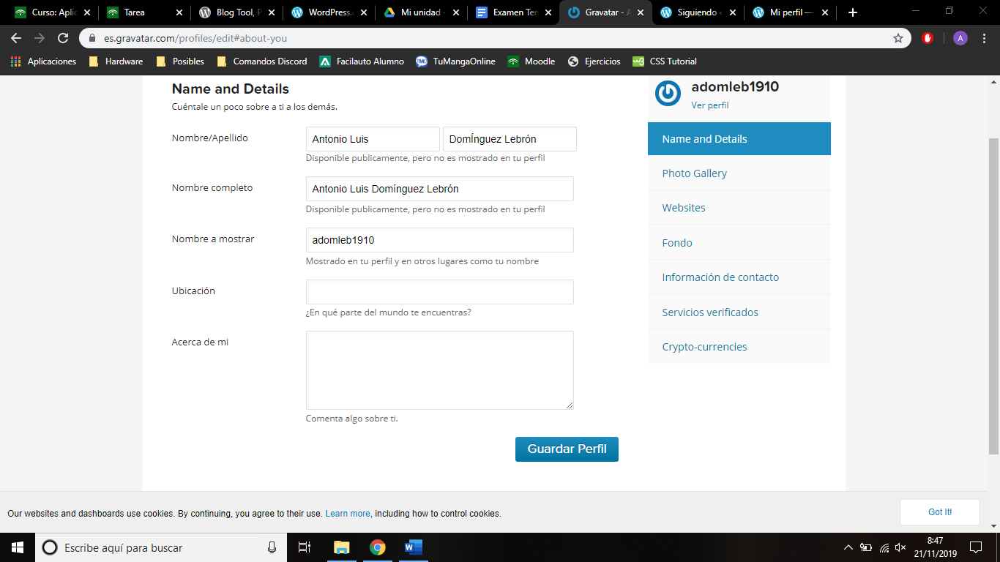 Curso: Aplic
Tarea
Blog Tool, P
WordPress.c
Mi unidad -
Examen Ten
Gravatar - A
Siguiendo ‹
Mi perfil —
es.gravatar.com/profiles/edit#about-you
A
Aplicaciones
Hardware
Posibles
Comandos Discord
Facilauto Alumno
TMO TuMangaOnline
Moodle
Ejercicios
w3 CSS Tutorial
Name and Details
Cuéntale un poco sobre a ti a los demás.
Nombre/Apellido
Antonio Luis
DomÍnguez Lebrón
Disponible publicamente, pero no es mostrado en tu perfil
Nombre completo
Antonio Luis Domínguez Lebrón
Disponible publicamente, pero no es mostrado en tu perfil
Nombre a mostrar
adomleb1910
Mostrado en tu perfil y en otros lugares como tu nombre
Ubicación
¿En qué parte del mundo te encuentras?
Acerca de mi
Comenta algo sobre ti.
Guardar Perfil
adomleb1910
Ver perfil
Name and Details
Photo Gallery
Websites
Fondo
Información de contacto
Servicios verificados
Crypto-currencies
Our websites and dashboards use cookies. By continuing, you agree to their use. Learn more, including how to control cookies.
Got It!
Escribe aquí para buscar
8:47
21/11/2019